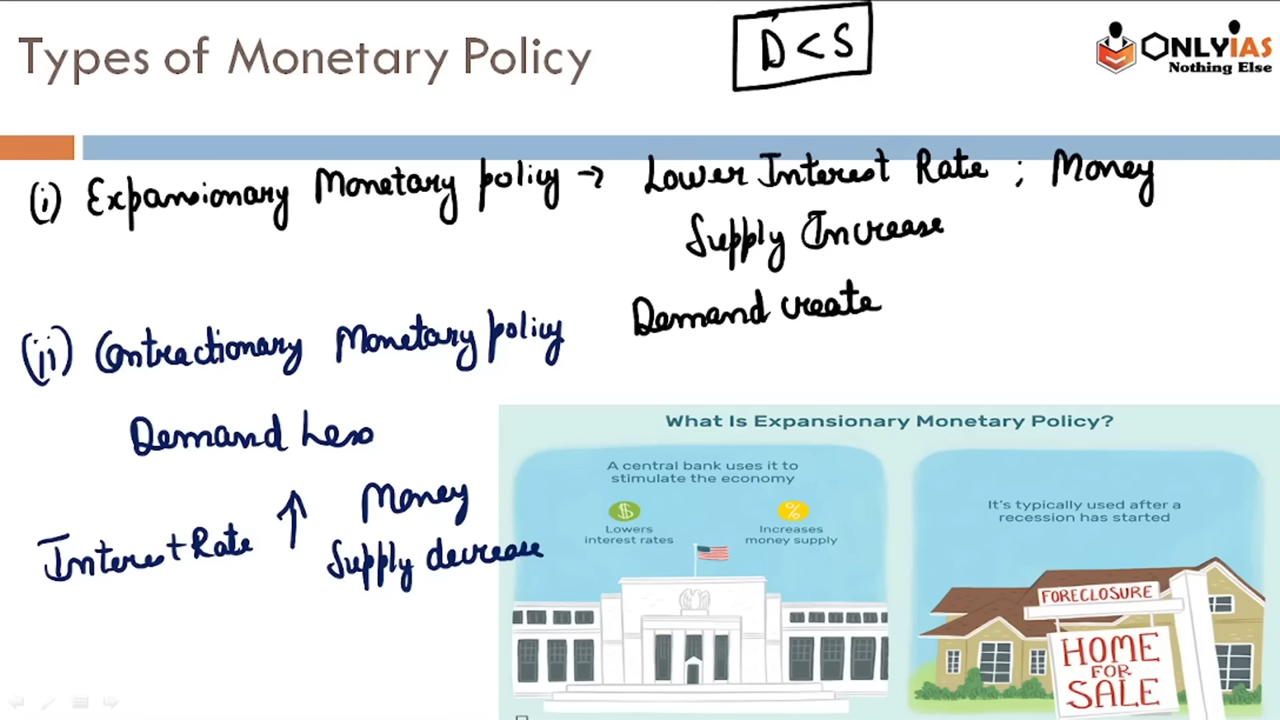 Types of Monetary Policy
D < S
ONLYIAS
Nothing Else
(i) Expansionary Monetary policy → Lower Interest Rate ; Money
Supply Increase
Demand create
(ii) Contractionary Monetary policy
Demand Less
Interest Rate ↑ Money
Supply decrease
What Is Expansionary Monetary Policy?
A central bank uses it to
stimulate the economy
$
Lowers
interest rates
%
Increases
money supply
It's typically used after a
recession has started
FORECLOSURE
HOME
FOR
SALE